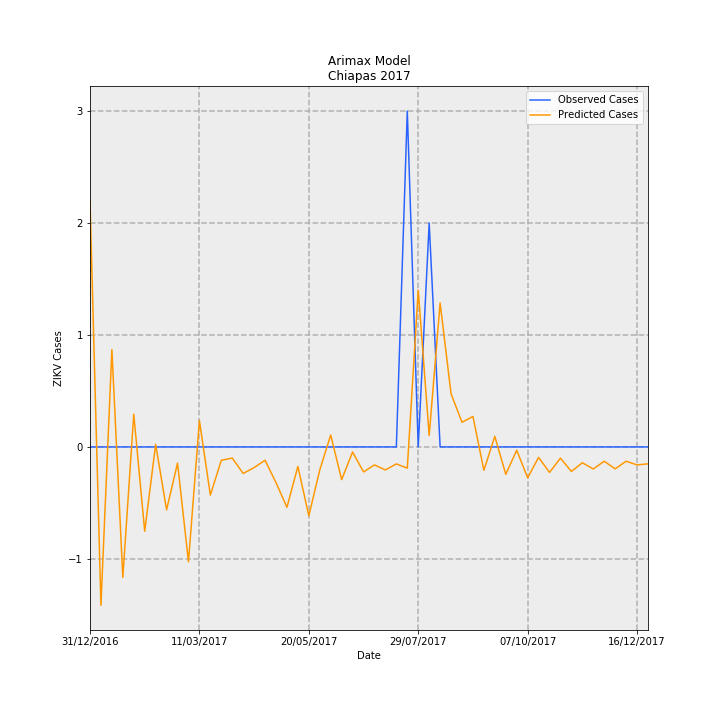 Arimax Model
Chiapas 2017
Observed Cases
Predicted Cases
3
2
1
0
−1
ZIKV Cases
31/12/2016 11/03/2017 20/05/2017 29/07/2017 07/10/2017 16/12/2017
Date